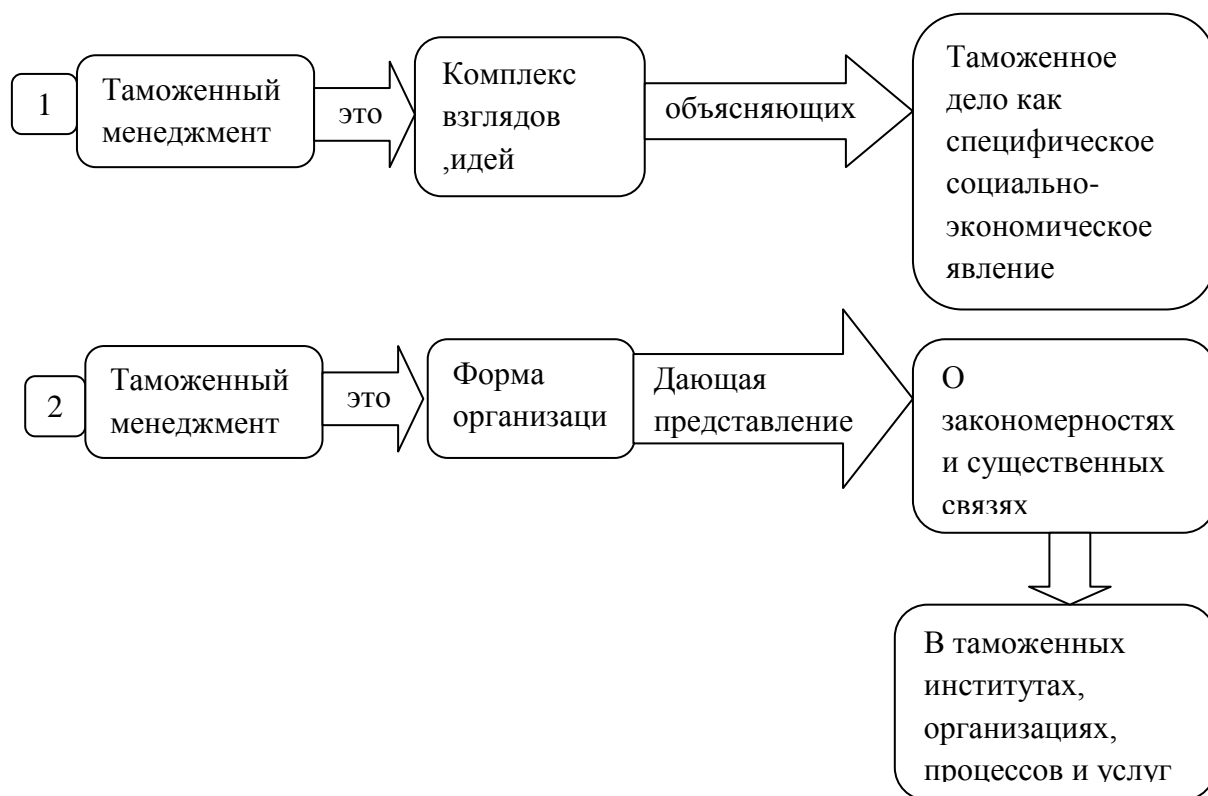 1
Таможенный
менеджмент
это
Комплекс
взглядов
,идей
объясняющих
Таможенное
дело как
специфическое
социально-
экономическое
явление
2
Таможенный
менеджмент
это
Форма
организаци
Дающая
представление
О
закономерностях
и существенных
связях
В таможенных
институтах,
организациях,
процессов и услуг